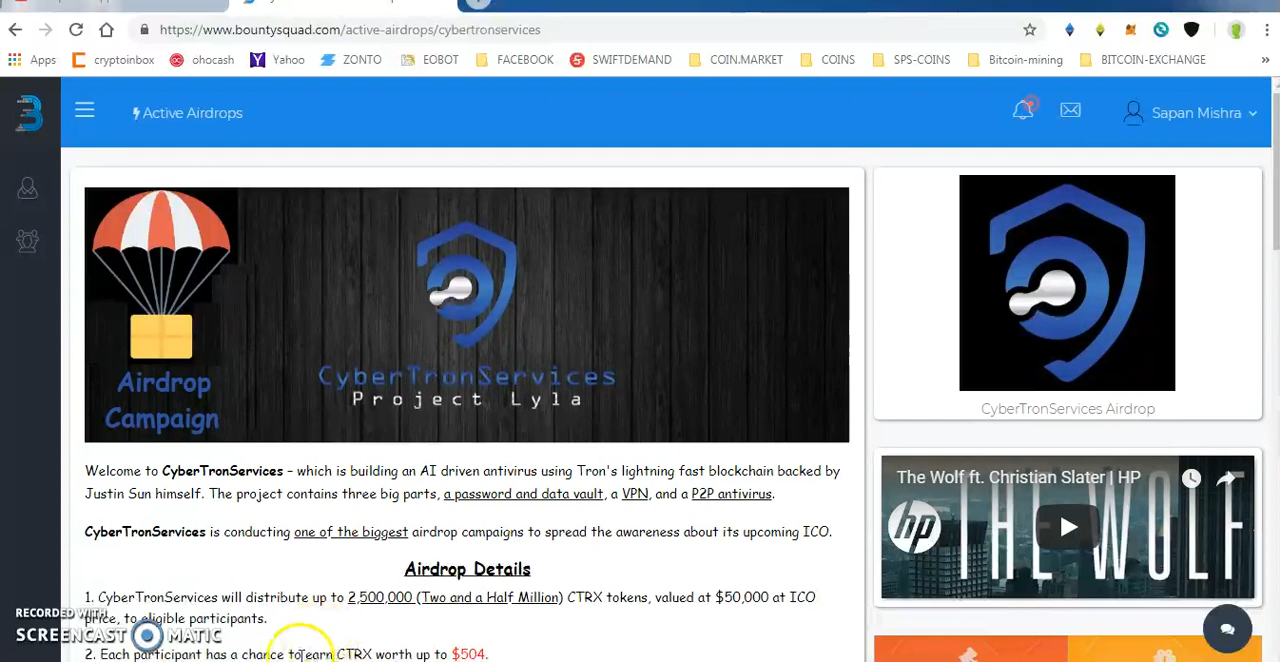 https://www.bountysquad.com/active-airdrops/cybertronservices
Apps cryptoinbox ohocash Yahoo ZONTO EOBOT FACEBOOK SWIFTDEMAND COIN.MARKET COINS SPS-COINS Bitcoin-mining BITCOIN-EXCHANGE »
Active Airdrops
Sapan Mishra
Airdrop
Campaign
CyberTronServices
Project Lyla
CyberTronServices Airdrop
Welcome to CyberTronServices – which is building an AI driven antivirus using Tron's lightning fast blockchain backed by
Justin Sun himself. The project contains three big parts, a password and data vault, a VPN, and a P2P antivirus.
CyberTronServices is conducting one of the biggest airdrop campaigns to spread the awareness about its upcoming ICO.
Airdrop Details
1. CyberTronServices will distribute up to 2,500,000 (Two and a Half Million) CTRX tokens, valued at $50,000 at ICO
price, to eligible participants.
2. Each participant has a chance to earn CTRX worth up to $504.
The Wolf ft. Christian Slater | HP
hp
THE WOLF
RECORDED WITH
SCREENCAST MATIC